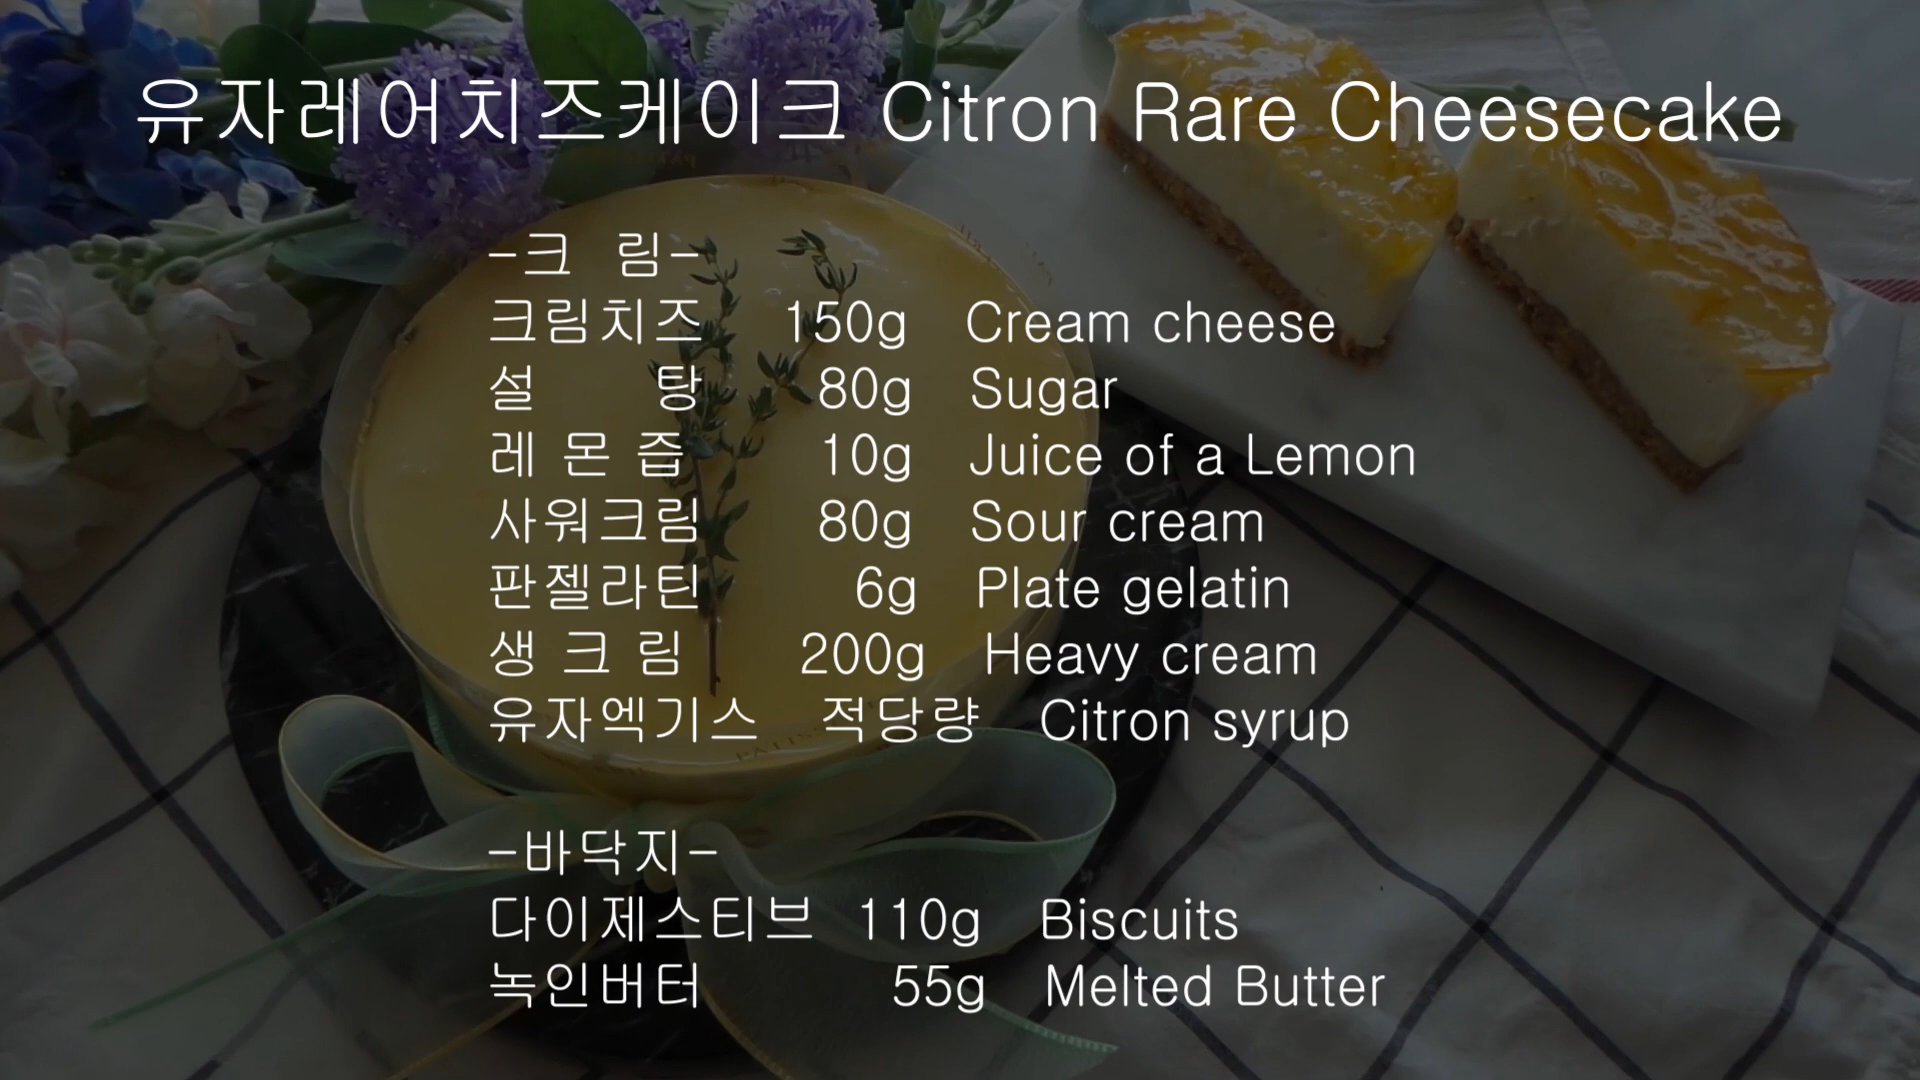 유자레어치즈케이크 Citron Rare Cheesecake
-크 림-
크림치즈 150g Cream cheese
설 탕 80g Sugar
레 몬 즙 10g Juice of a Lemon
사워크림 80g Sour cream
판젤라틴 6g Plate gelatin
생 크 림 200g Heavy cream
유자엑기스 적당량 Citron syrup
-바닥지-
다이제스티브 110g Biscuits
녹인버터 55g Melted Butter